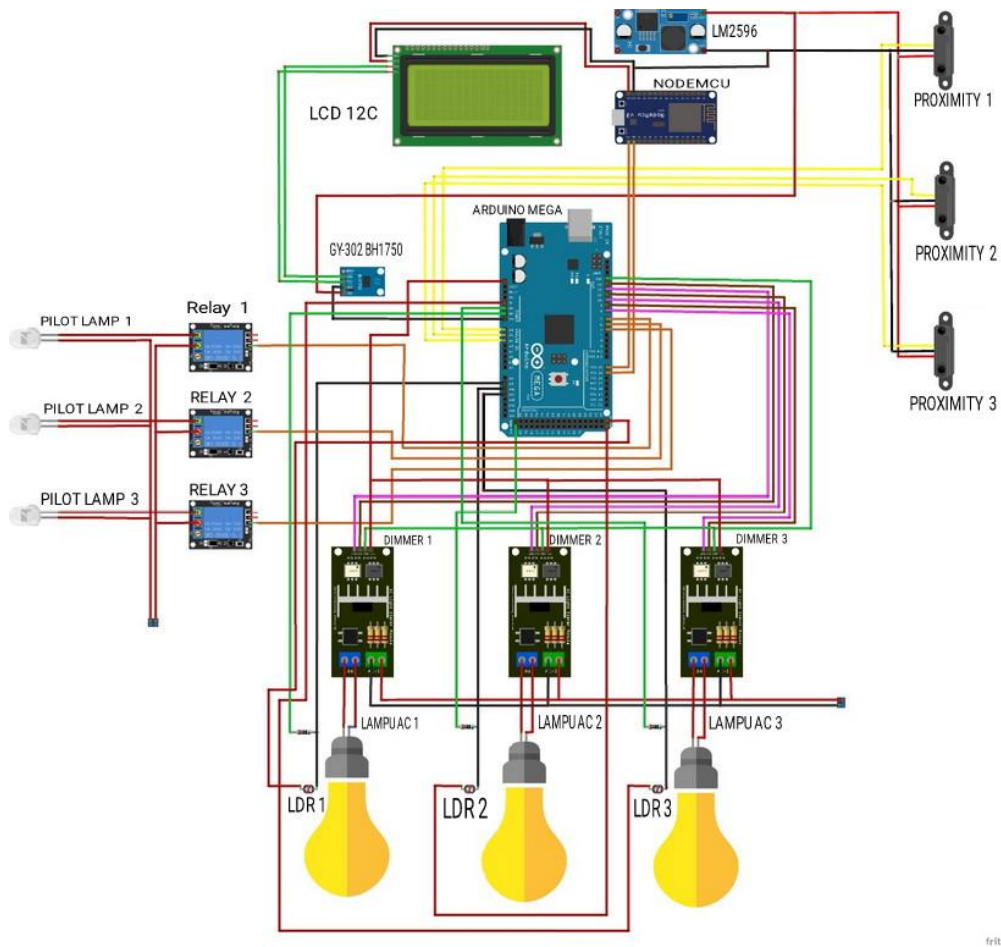 LM2596
NODEMCU
LCD 12C
PROXIMITY 1
ARDUINO MEGA
PROXIMITY 2
GY-302 BH1750
Relay 1
PILOT LAMP 1
PROXIMITY 3
RELAY 2
PILOT LAMP 2
RELAY 3
PILOT LAMP 3
DIMMER 1
DIMMER 2
DIMMER 3
LAMPU AC 1
LAMPU AC 2
LAMPU AC 3
LDR 1
LDR 2
LDR 3
frit